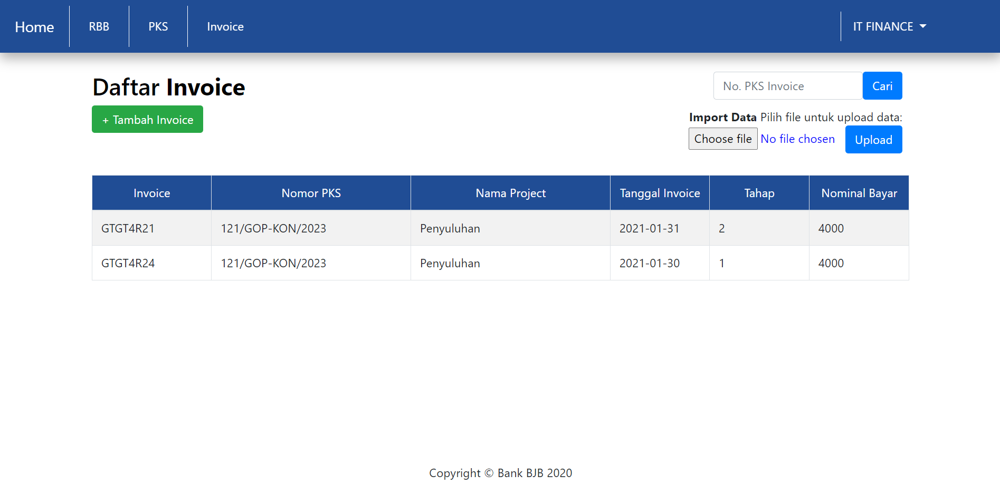 Home RBB PKS Invoice IT FINANCE
Daftar Invoice
No. PKS Invoice Cari
+ Tambah Invoice
Import Data Pilih file untuk upload data:
Choose file No file chosen Upload
Invoice Nomor PKS Nama Project Tanggal Invoice Tahap Nominal Bayar
GTGT4R21 121/GOP-KON/2023 Penyuluhan 2021-01-31 2 4000
GTGT4R24 121/GOP-KON/2023 Penyuluhan 2021-01-30 1 4000
Copyright © Bank BJB 2020